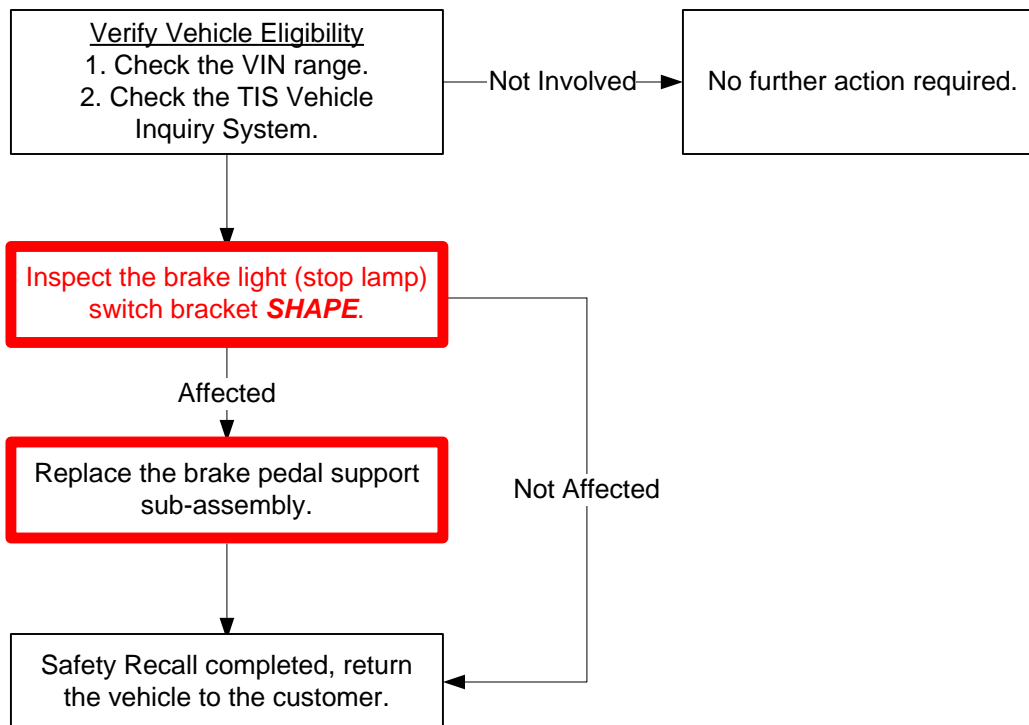 Verify Vehicle Eligibility
1. Check the VIN range.
2. Check the TIS Vehicle
Inquiry System.
Not Involved
No further action required.
Inspect the brake light (stop lamp)
switch bracket SHAPE.
Affected
Replace the brake pedal support
sub-assembly.
Not Affected
Safety Recall completed, return
the vehicle to the customer.